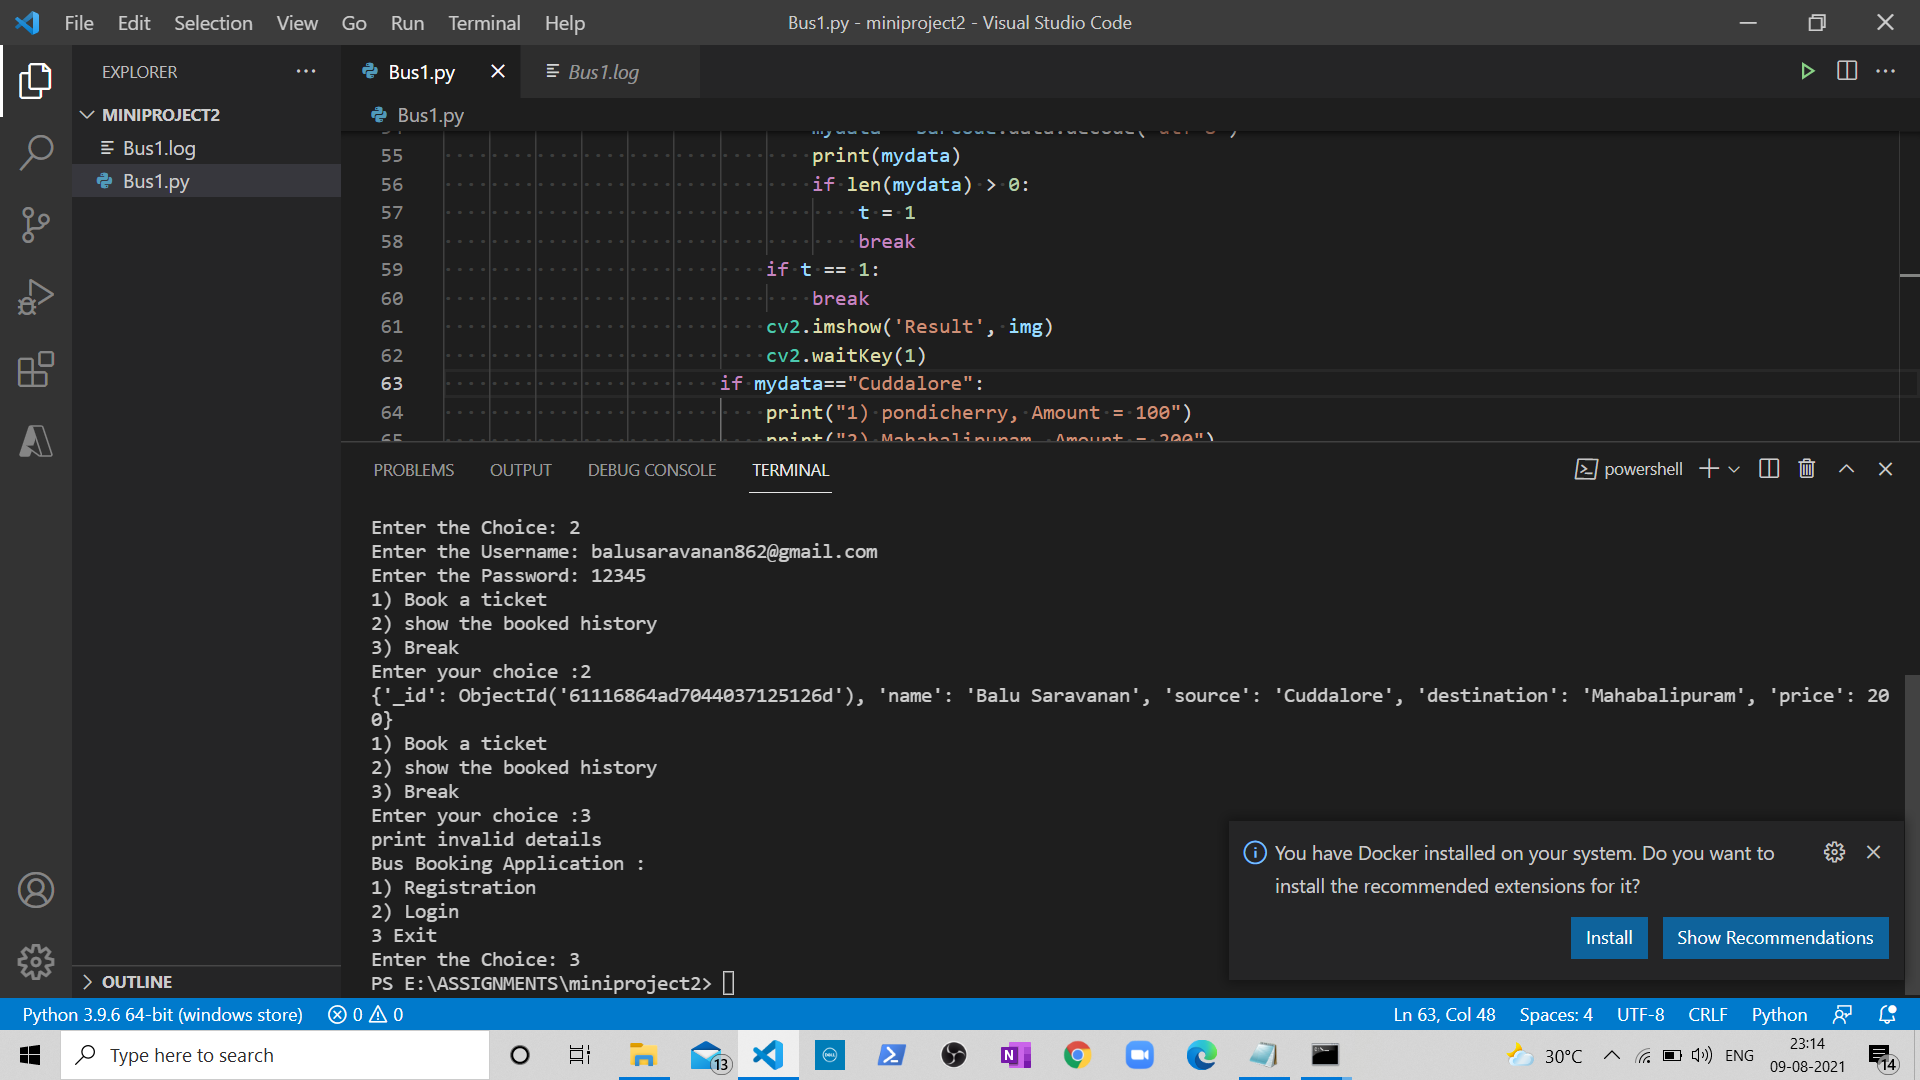 File Edit Selection View Go Run Terminal Help
Bus1.py - miniproject2 - Visual Studio Code
EXPLORER
MINIPROJECT2
Bus1.log
Bus1.py
Bus1.py
Bus1.log
Bus1.py
55 print(mydata)
56 if len(mydata) > 0:
57 t = 1
58 break
59 if t == 1:
60 break
61 cv2.imshow('Result', img)
62 cv2.waitKey(1)
63 if mydata=="Cuddalore":
64 print("1) pondicherry, Amount = 100")
65 print("2) Mahabalipuram, Amount = 200")
PROBLEMS OUTPUT DEBUG CONSOLE TERMINAL
powershell
Enter the Choice: 2
Enter the Username: balusaravanan862@gmail.com
Enter the Password: 12345
1) Book a ticket
2) show the booked history
3) Break
Enter your choice :2
{'_id': ObjectId('61116864ad7044037125126d'), 'name': 'Balu Saravanan', 'source': 'Cuddalore', 'destination': 'Mahabalipuram', 'price': 20
0}
1) Book a ticket
2) show the booked history
3) Break
Enter your choice :3
print invalid details
Bus Booking Application :
1) Registration
2) Login
3 Exit
Enter the Choice: 3
PS E:\ASSIGNMENTS\miniproject2>
You have Docker installed on your system. Do you want to
install the recommended extensions for it?
Install
Show Recommendations
OUTLINE
Python 3.9.6 64-bit (windows store) 0 0
Ln 63, Col 48 Spaces: 4 UTF-8 CRLF Python
Type here to search
13
DELL
N
30°C
ENG
23:14
09-08-2021
14